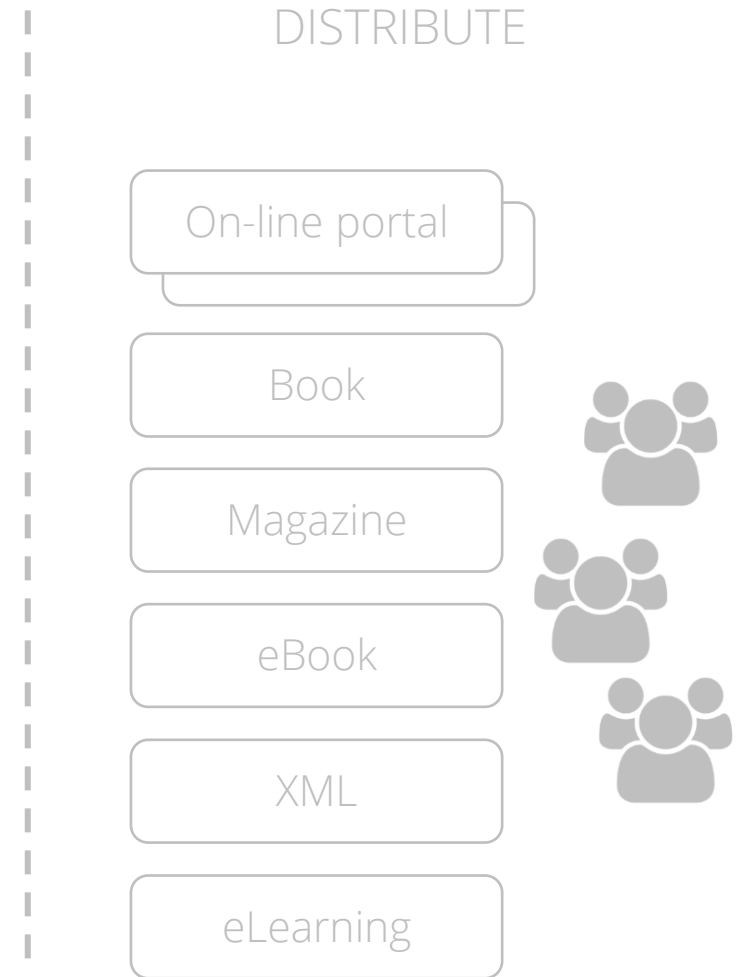 DISTRIBUTE
On-line portal
Book
Magazine
eBook
XML
eLearning